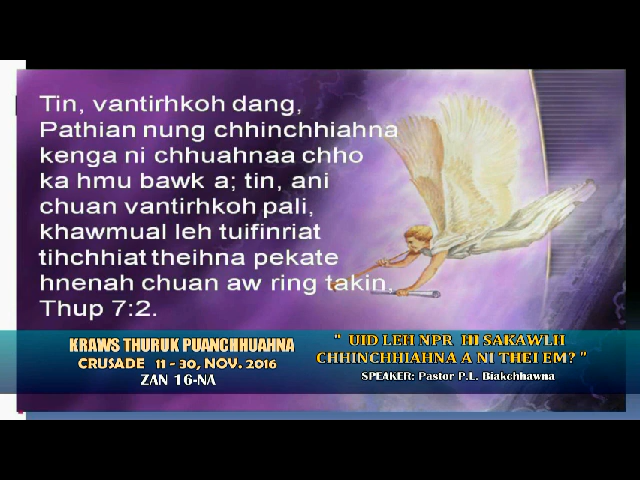 Tin, vantirhkoh dang,
Pathian nung chhinchhiahna
kenga ni chhuahnaa chho
ka hmu bawk a; tin, ani
chuan vantirhkoh pali,
khawmual leh tuifinriat
tihchhiat theihna pekate
hnenah chuan aw ring takin,
Thup 7:2.
KRAWS THURUK PUANCHHUAHNA
CRUSADE 11 - 30, NOV. 2016
ZAN 16-NA
" UID LEH NPR HI SAKAWLH
CHHINCHHIAHNA A NI THEI EM? "
SPEAKER: Pastor P.L. Biakchhawna